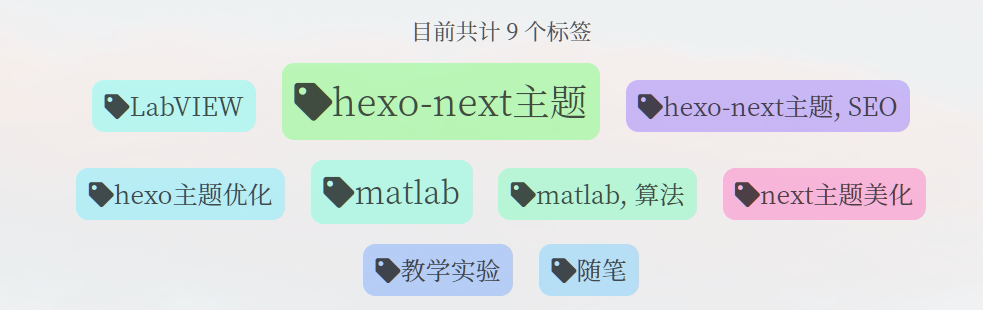 目前共计 9 个标签
LabVIEW hexo-next主题 hexo-next主题, SEO
hexo主题优化 matlab matlab, 算法 next主题美化
教学实验 随笔